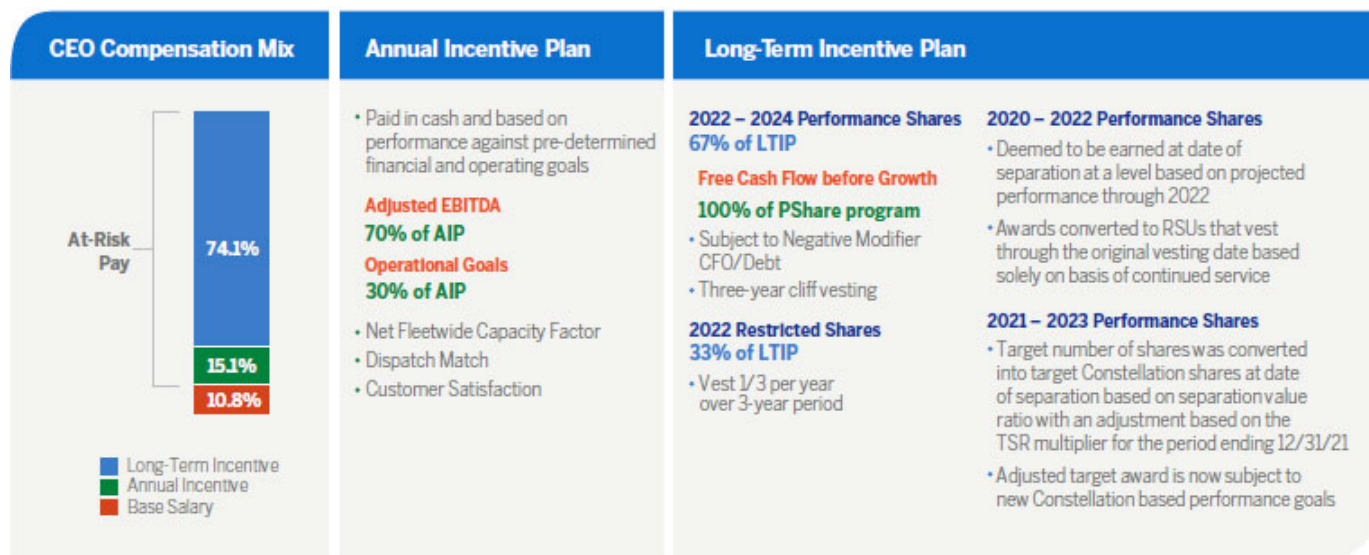 CEO Compensation Mix
At-Risk
Pay
74.1%
15.1%
10.8%
Long-Term Incentive
Annual Incentive
Base Salary
Annual Incentive Plan
• Paid in cash and based on
performance against pre-determined
financial and operating goals
Adjusted EBITDA
70% of AIP
Operational Goals
30% of AIP
• Net Fleetwide Capacity Factor
• Dispatch Match
• Customer Satisfaction
Long-Term Incentive Plan
2022 – 2024 Performance Shares
67% of LTIP
Free Cash Flow before Growth
100% of PShare program
• Subject to Negative Modifier
CFO/Debt
• Three-year cliff vesting
2022 Restricted Shares
33% of LTIP
• Vest 1/3 per year
over 3-year period
2020 – 2022 Performance Shares
• Deemed to be earned at date of
separation at a level based on projected
performance through 2022
• Awards converted to RSUs that vest
through the original vesting date based
solely on basis of continued service
2021 – 2023 Performance Shares
• Target number of shares was converted
into target Constellation shares at date
of separation based on separation value
ratio with an adjustment based on the
TSR multiplier for the period ending 12/31/21
• Adjusted target award is now subject to
new Constellation based performance goals